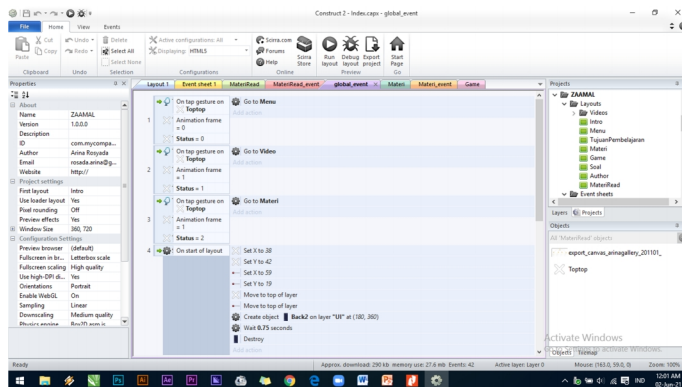 Construct 2 - Index.capx - global_event
File Home View Events
Cut
Copy
Paste
Clipboard
Undo
Redo
Undo
Delete
Select All
Select None
Selection
Active configurations: All
Displaying: HTML5
Configurations
Scirra.com
Forums
Help
Scirra Store
Online
Run layout
Debug layout
Export project
Preview
Start Page
Go
Properties
About
Name ZAAMAL
Version 1.0.0.0
Description
ID com.mycompa...
Author Arina Rosyada
Email rosada.arina@g...
Website http://
Project settings
First layout Intro
Use loader layout Yes
Pixel rounding Off
Preview effects Yes
Window Size 360, 720
Configuration Settings
Preview browser (default)
Fullscreen in br... Letterbox scale
Fullscreen scaling High quality
Use high-DPI di... Yes
Orientations Portrait
Enable WebGL On
Sampling Linear
Downscaling Medium quality
Physics engine Box2D asm.js
Layout 1 Event sheet 1 MateriRead MateriRead_event global_event Materi Materi_event Game
1
On tap gesture on Toptop
Animation frame = 0
Status = 0
Go to Menu
Add action
2
On tap gesture on Toptop
Animation frame = 1
Status = 1
Go to Video
Add action
3
On tap gesture on Toptop
Animation frame = 1
Status = 2
Go to Materi
Add action
4 On start of layout
Set X to 38
Set Y to 42
Set X to 59
Set Y to 19
Move to top of layer
Move to top of layer
Create object Back2 on layer "UI" at (180, 360)
Wait 0.75 seconds
Destroy
Add action
Projects
ZAAMAL
Layouts
Videos
Intro
Menu
TujuanPembelajaran
Materi
Game
Soal
Author
MateriRead
Event sheets
Layers Projects
Objects
All 'MateriRead' objects
export_canvas_erinagallery_201101_
Toptop
Activate Windows
Go to Settings to activate Windows.
Objects Tilemap
Ready
Approx. download: 290 kb memory use: 27.6 mb Events: 42 Active layer: Layer 0 Mouse: (163.0, 59.0, 0) Zoom: 100%
IND
12:01 AM
02-Jun-21